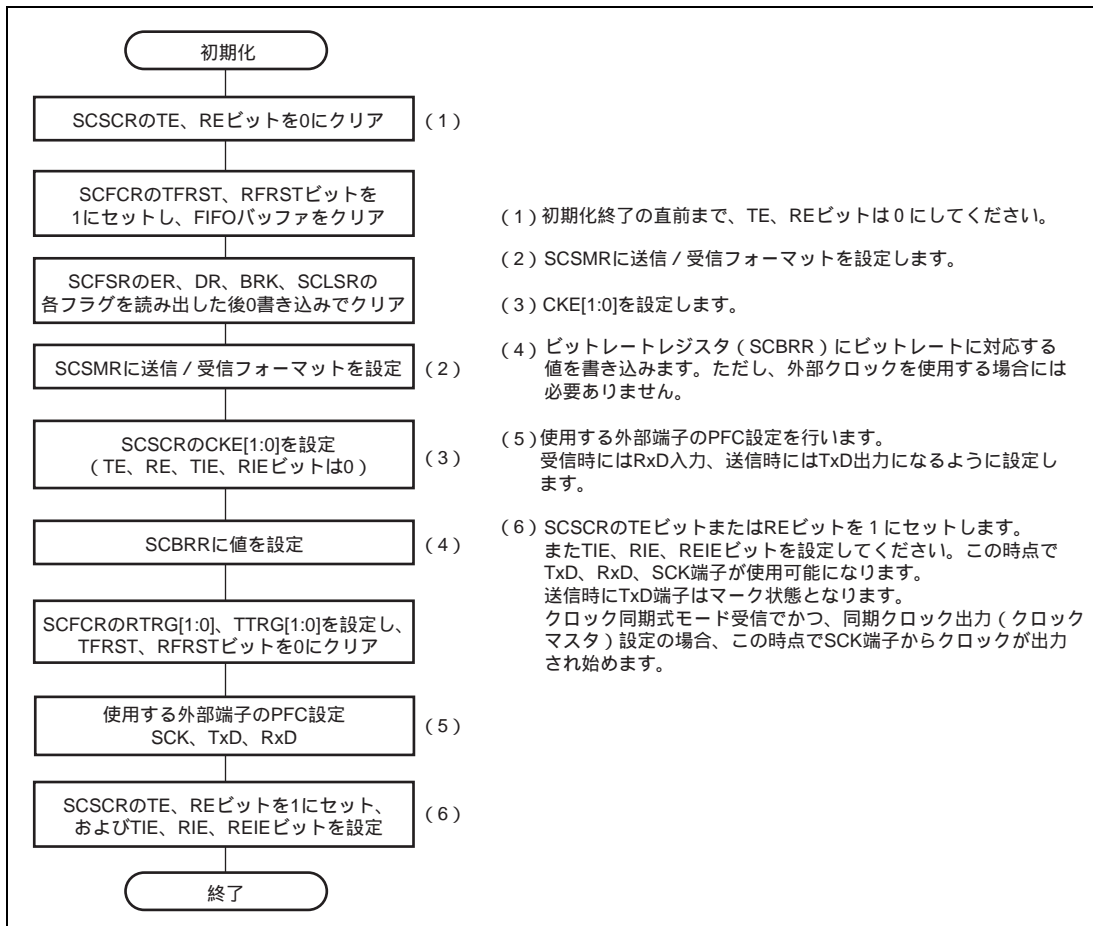 初期化
SCSCRのTE、REビットを0にクリア
(1)
SCFCRのTFRST、RFRSTビットを
1にセットし、FIFOバッファをクリア
SCFSRのER、DR、BRK、SCLSRの
各フラグを読み出した後0書き込みでクリア
SCSMRに送信／受信フォーマットを設定
(2)
SCSCRのCKE[1:0]を設定
(TE、RE、TIE、RIEビットは0)
(3)
SCBRRに値を設定
(4)
SCFCRのRTRG[1:0]、TTRG[1:0]を設定し、
TFRST、RFRSTビットを0にクリア
使用する外部端子のPFC設定
SCK、TxD、RxD
(5)
SCSCRのTE、REビットを1にセット、
およびTIE、RIE、REIEビットを設定
(6)
終了
(1)初期化終了の直前まで、TE、REビットは 0 にしてください。
(2)SCSMRに送信／受信フォーマットを設定します。
(3)CKE[1:0]を設定します。
(4)ビットレートレジスタ(SCBRR)にビットレートに対応する
値を書き込みます。ただし、外部クロックを使用する場合には
必要ありません。
(5)使用する外部端子のPFC設定を行います。
受信時にはRxD入力、送信時にはTxD出力になるように設定し
ます。
(6)SCSCRのTEビットまたはREビットを 1 にセットします。
またTIE、RIE、REIEビットを設定してください。この時点で
TxD、RxD、SCK端子が使用可能になります。
送信時にTxD端子はマーク状態となります。
クロック同期式モード受信でかつ、同期クロック出力(クロック
マスタ)設定の場合、この時点でSCK端子からクロックが出力
され始めます。